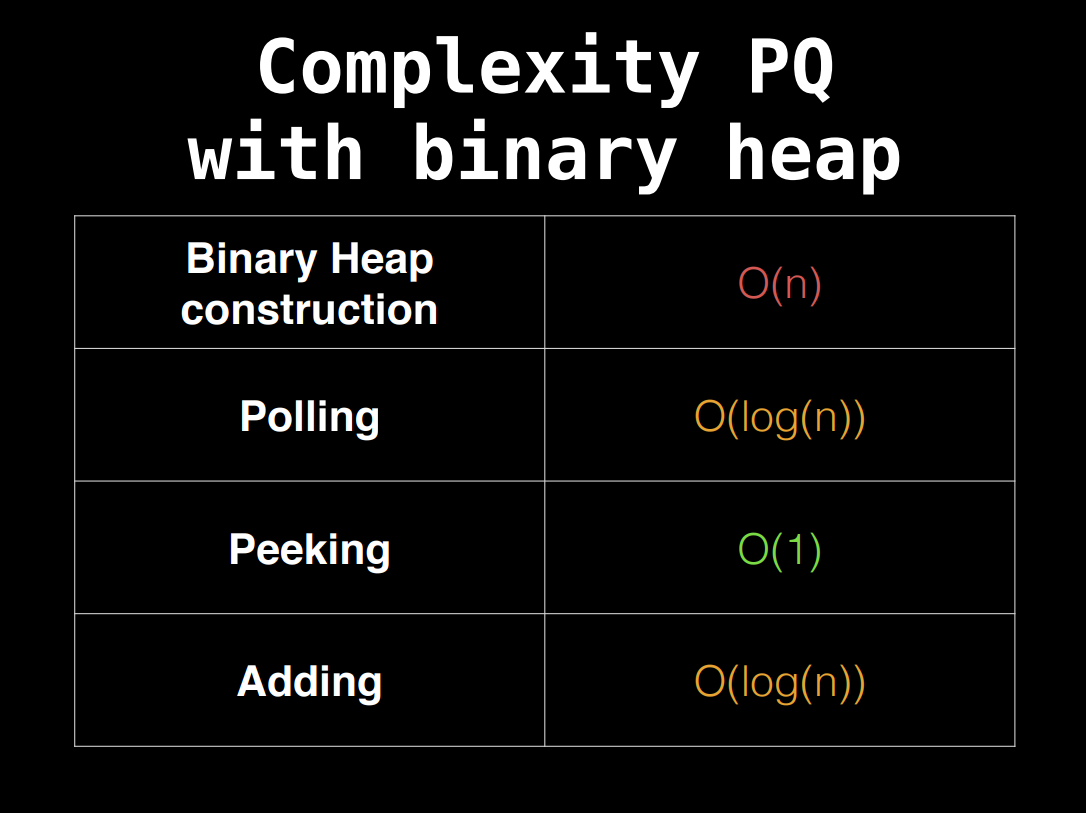 Complexity PQ
with binary heap
Binary Heap
construction
O(n)
Polling
O(log(n))
Peeking
O(1)
Adding
O(log(n))